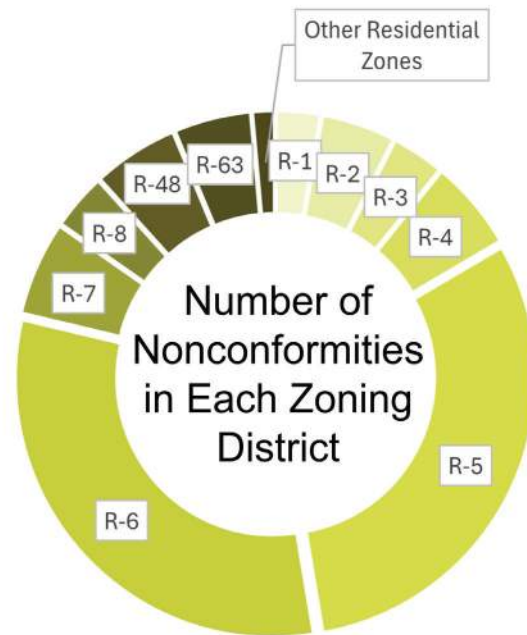 Other Residential
Zones
R-1
R-2
R-3
R-4
R-5
R-6
R-7
R-8
R-48
R-63
Number of
Nonconformities
in Each Zoning
District